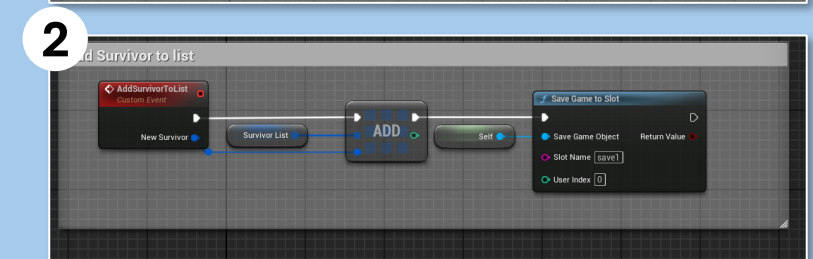 2
d Survivor to list
AddSurvivorToList
Custom Event
New Survivor
Survivor List
ADD
Self
f Save Game to Slot
Save Game Object Return Value
Slot Name save1
User Index 0